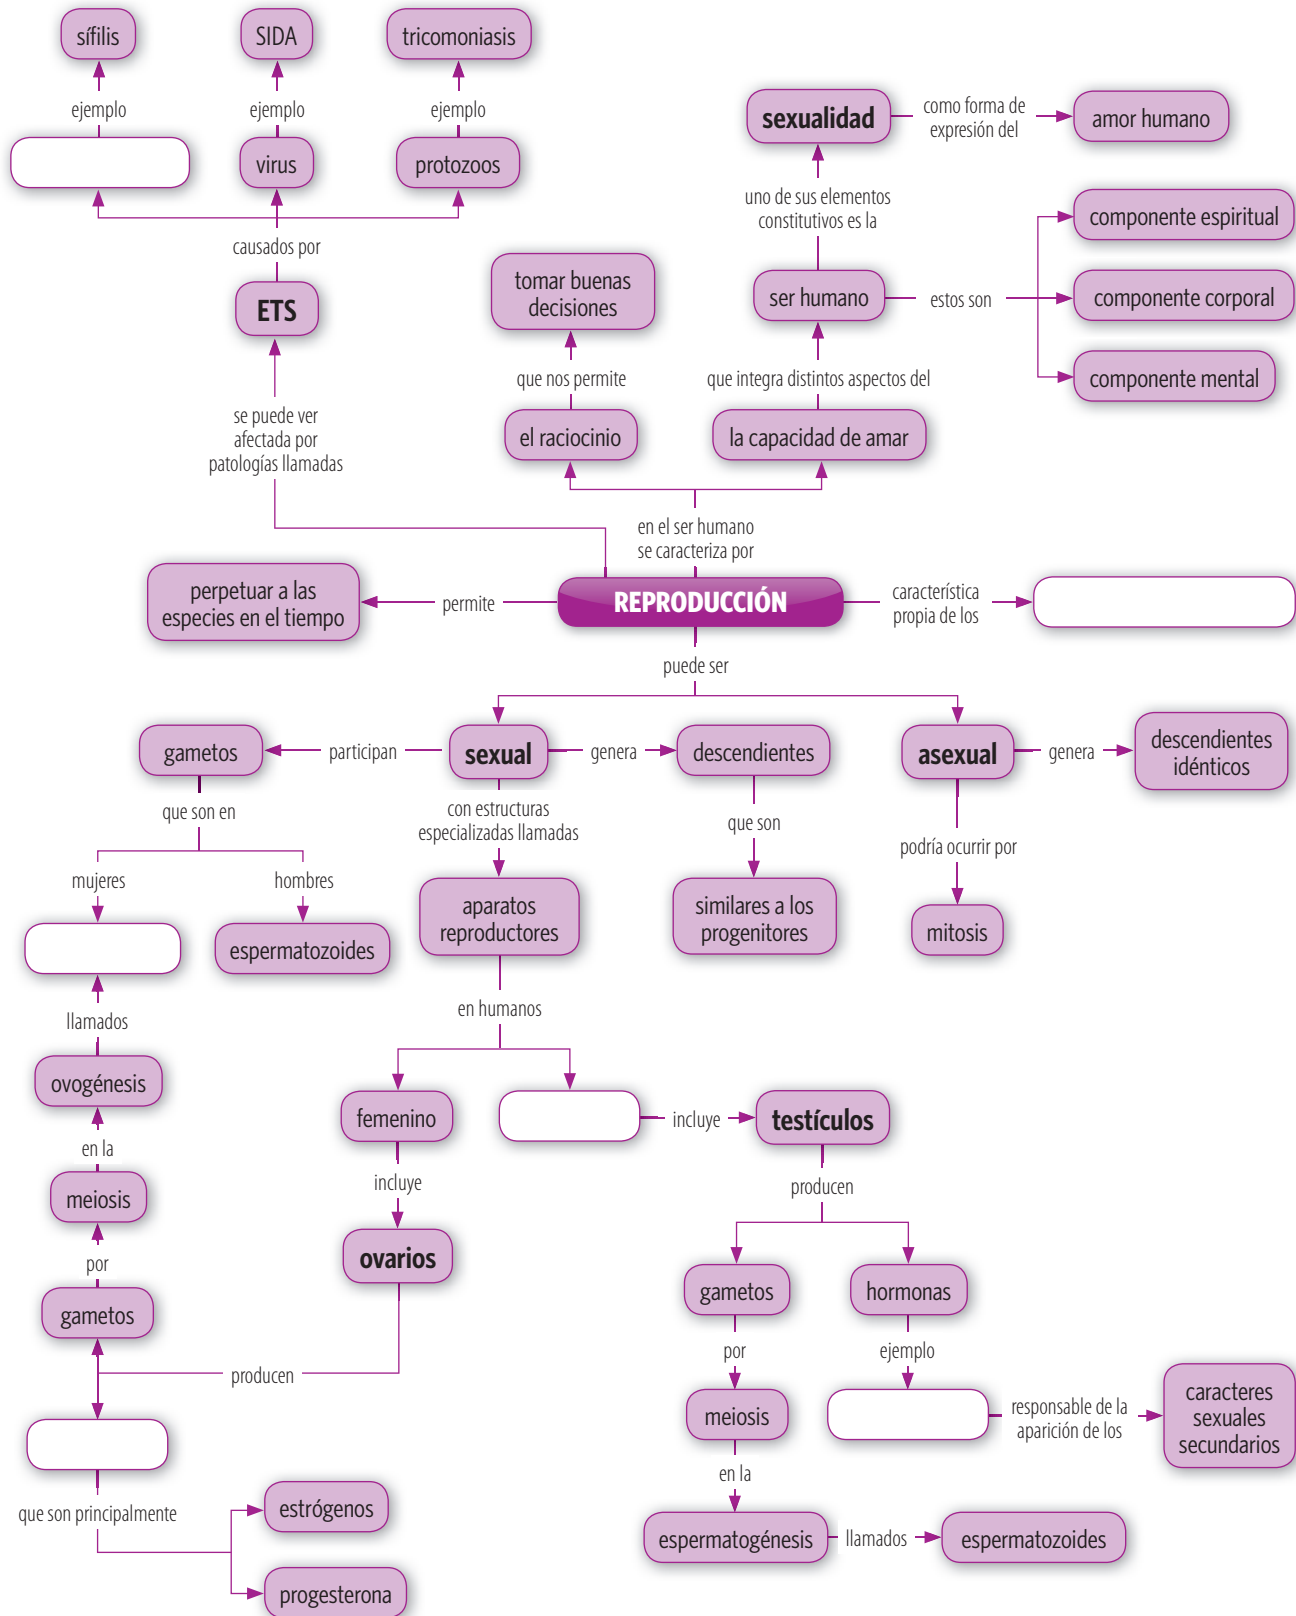 sífilis
SIDA
tricomoniasis
ejemplo
ejemplo
ejemplo
virus
protozoos
causados por
ETS
se puede ver
afectada por
patologías llamadas
sexualidad
como forma de
expresión del
amor humano
uno de sus elementos
constitutivos es la
ser humano
estos son
componente espiritual
componente corporal
componente mental
tomar buenas
decisiones
que nos permite
el raciocinio
que integra distintos aspectos del
la capacidad de amar
en el ser humano
se caracteriza por
perpetuar a las
especies en el tiempo
permite
REPRODUCCIÓN
característica
propia de los
puede ser
gametos
participan
sexual
genera
descendientes
asexual
genera
descendientes
idénticos
que son en
con estructuras
especializadas llamadas
que son
podría ocurrir por
mujeres
hombres
espermatozoides
aparatos
reproductores
similares a los
progenitores
mitosis
llamados
en humanos
ovogénesis
femenino
incluye
testículos
en la
meiosis
incluye
producen
por
ovarios
gametos
gametos
hormonas
producen
por
ejemplo
meiosis
responsable de la
aparición de los
caracteres
sexuales
secundarios
en la
que son principalmente
estrógenos
progesterona
espermatogénesis
llamados
espermatozoides